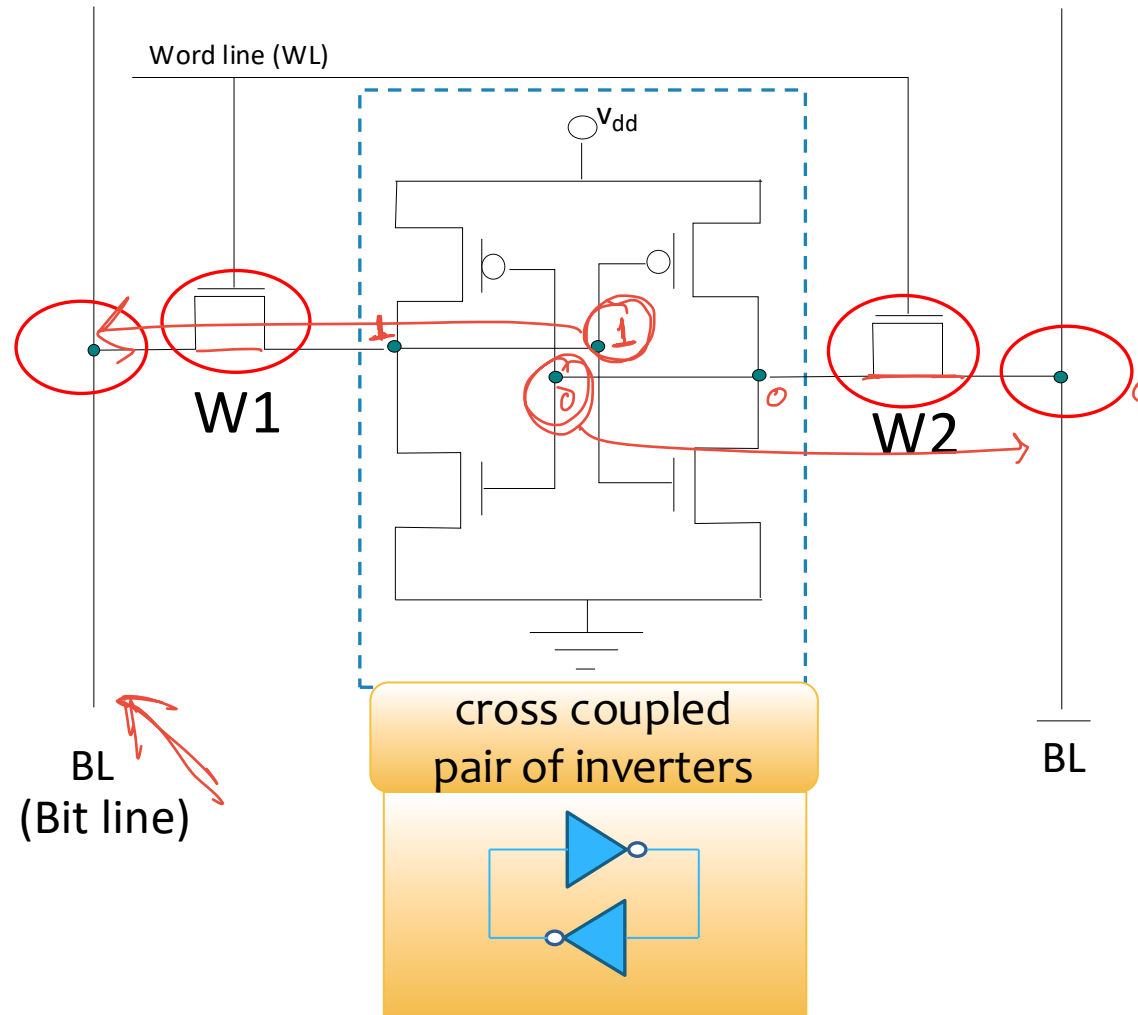 Word line (WL)
Vdd
1
1
0
0
0
W1
W2
BL
(Bit line)
BL
cross coupled
pair of inverters